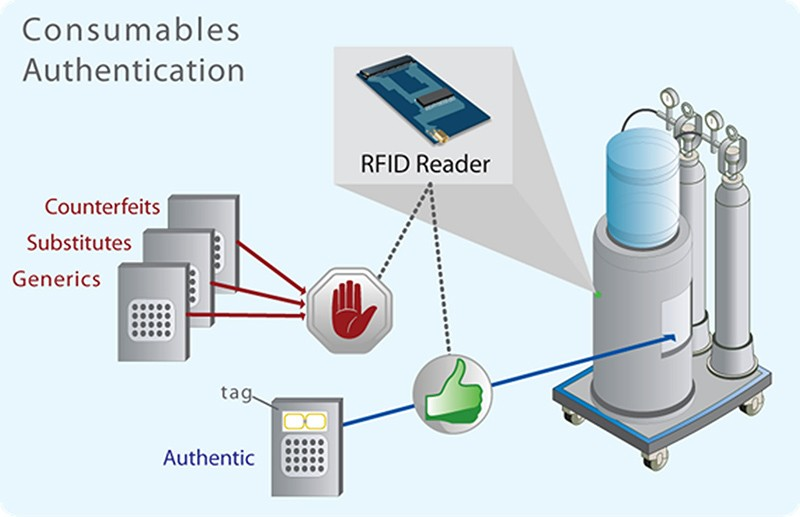 Consumables
Authentication
RFID Reader
Counterfeits
Substitutes
Generics
tag
Authentic